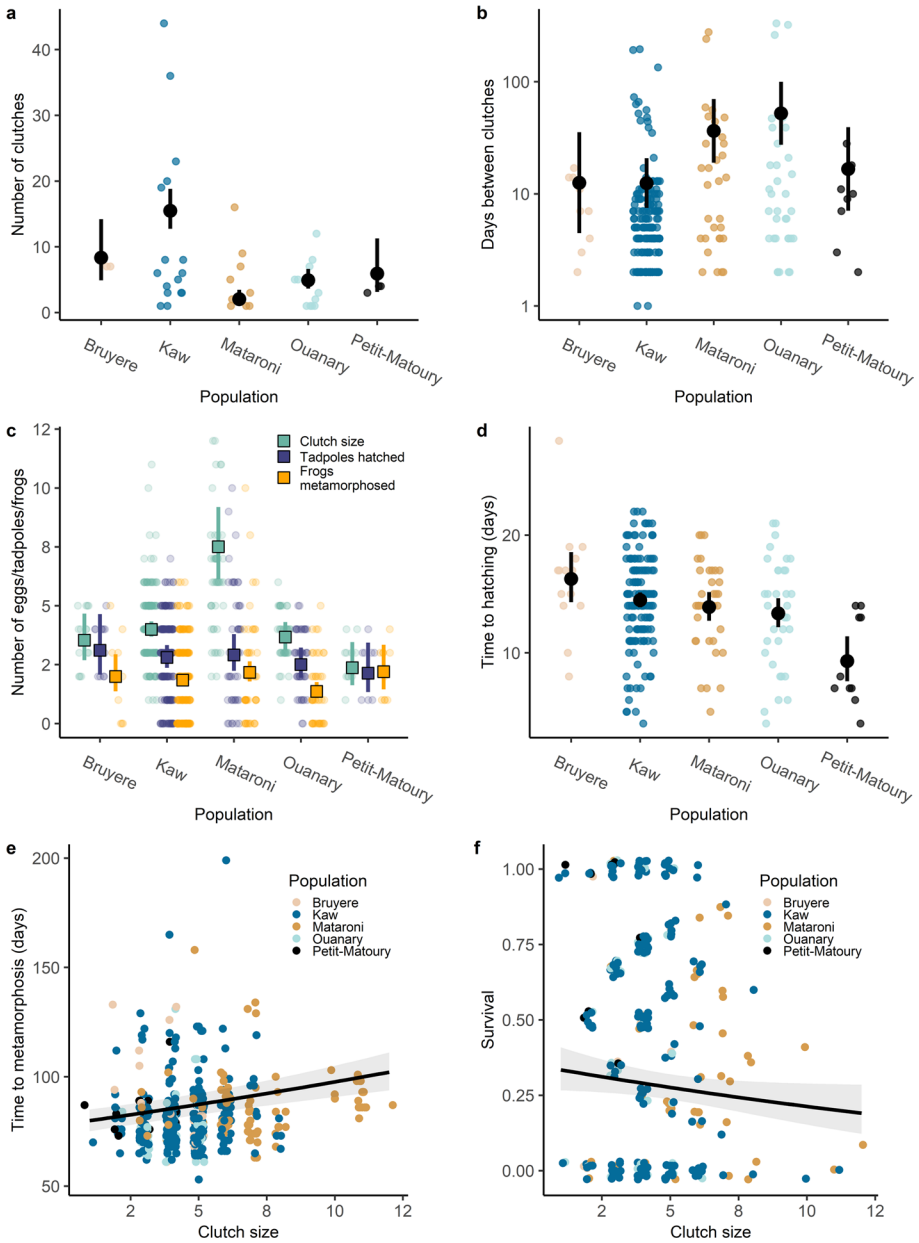 a
Number of clutches
40
30
20
10
0
Bruyere
Kaw
Mataroni
Ouanary
Petit-Matoury
Population
b
Days between clutches
100
10
1
Bruyere
Kaw
Mataroni
Ouanary
Petit-Matoury
Population
c
Number of eggs/tadpoles/frogs
12
10
8
5
2
0
Clutch size
Tadpoles hatched
Frogs
metamorphosed
Bruyere
Kaw
Mataroni
Ouanary
Petit-Matoury
Population
d
Time to hatching (days)
20
10
Bruyere
Kaw
Mataroni
Ouanary
Petit-Matoury
Population
e
Time to metamorphosis (days)
200
150
100
50
Population
Bruyere
Kaw
Mataroni
Ouanary
Petit-Matoury
2
5
8
10
12
Clutch size
f
Survival
1.00
0.75
0.50
0.25
0.00
Population
Bruyere
Kaw
Mataroni
Ouanary
Petit-Matoury
2
5
8
10
12
Clutch size